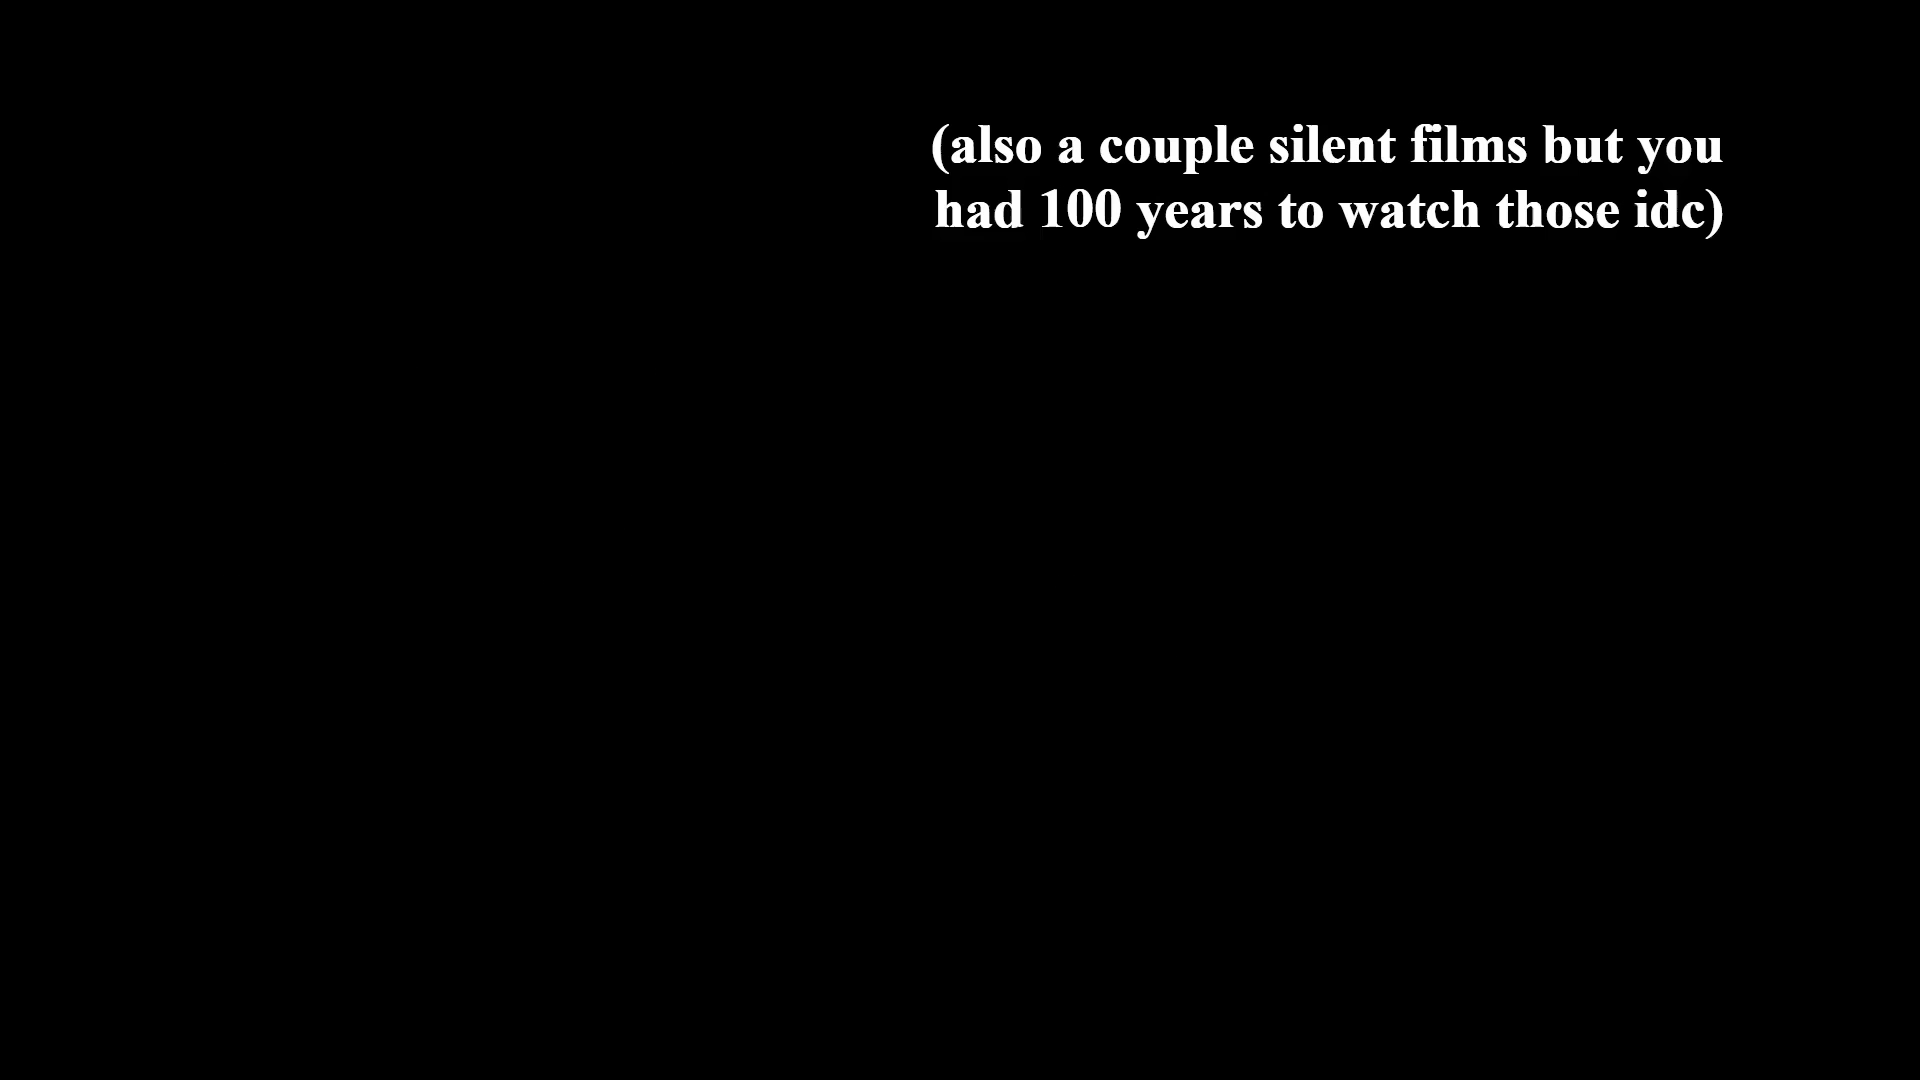 (also a couple silent films but you
had 100 years to watch those idc)